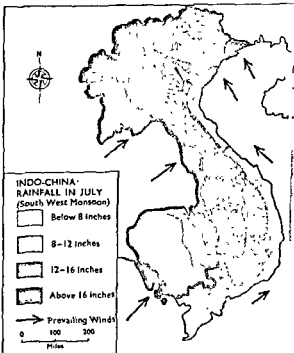 N
INDO-CHINA·
RAINFALL IN JULY
(South West Monsoon)
Below 8 inches
8–12 inches
12–16 inches
Above 16 inches
Prevailing Winds
0 100 200
Miles